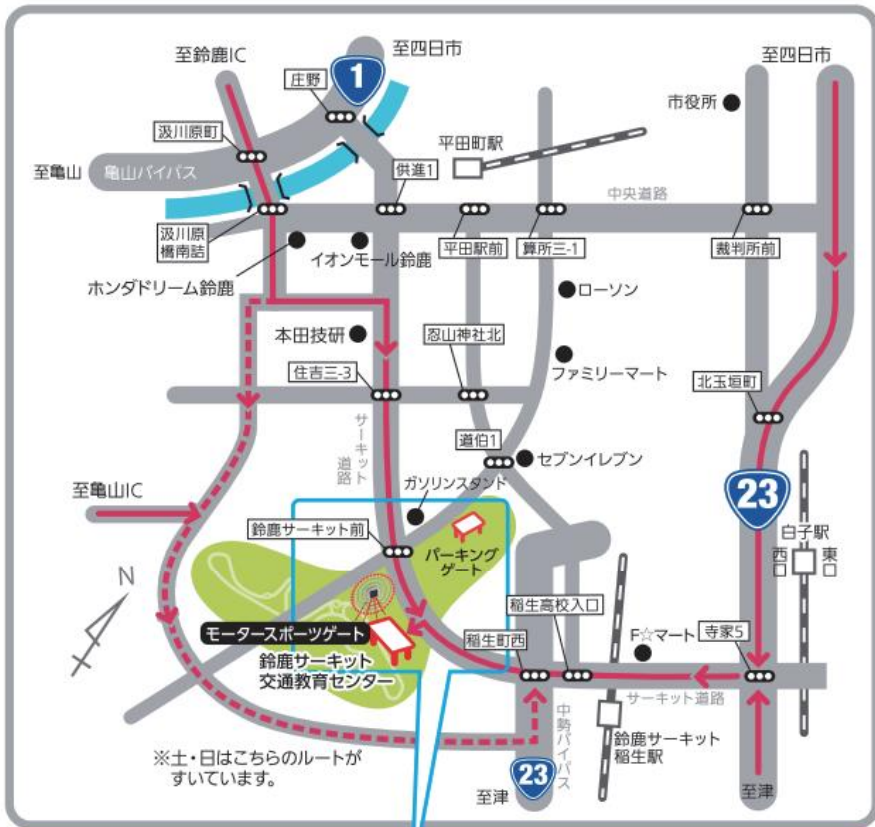 至鈴鹿IC
至四日市
至四日市
庄野
1
市役所
汲川原町
平田町駅
至亀山
亀山バイパス
供進1
中央道路
汲川原
橋南詰
平田駅前
算所三-1
裁判所前
イオンモール鈴鹿
ホンダドリーム鈴鹿
ローソン
本田技研
忍山神社北
住吉三-3
ファミリーマート
北玉垣町
サーキット
道路
道伯1
セブンイレブン
至亀山IC
ガソリンスタンド
23
鈴鹿サーキット前
白子駅
西口
東口
パーキング
ゲート
N
稲生高校入口
モータースポーツゲート
稲生町西
F☆マート
寺家5
鈴鹿サーキット
交通教育センター
サーキット道路
中勢バイパス
鈴鹿サーキット
稲生駅
※土・日はこちらのルートが
すいています。
23
至津
至津